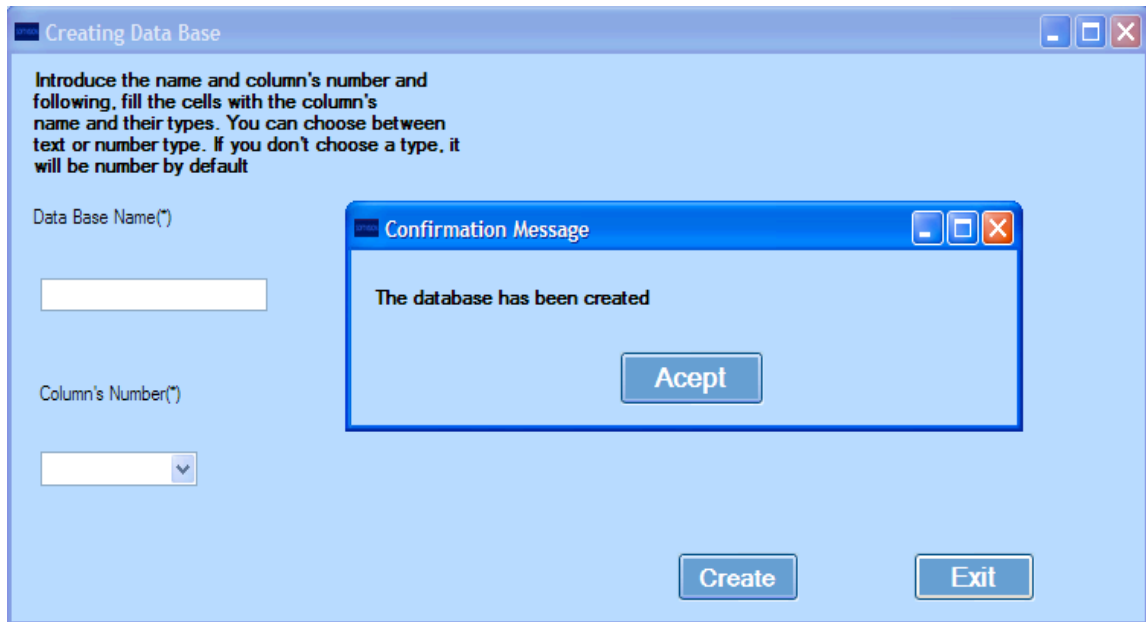 Creating Data Base
Introduce the name and column's number and
following, fill the cells with the column's
name and their types. You can choose between
text or number type. If you don't choose a type, it
will be number by default
Data Base Name(*)
Confirmation Message
The database has been created
Acept
Column's Number(*)
Create
Exit